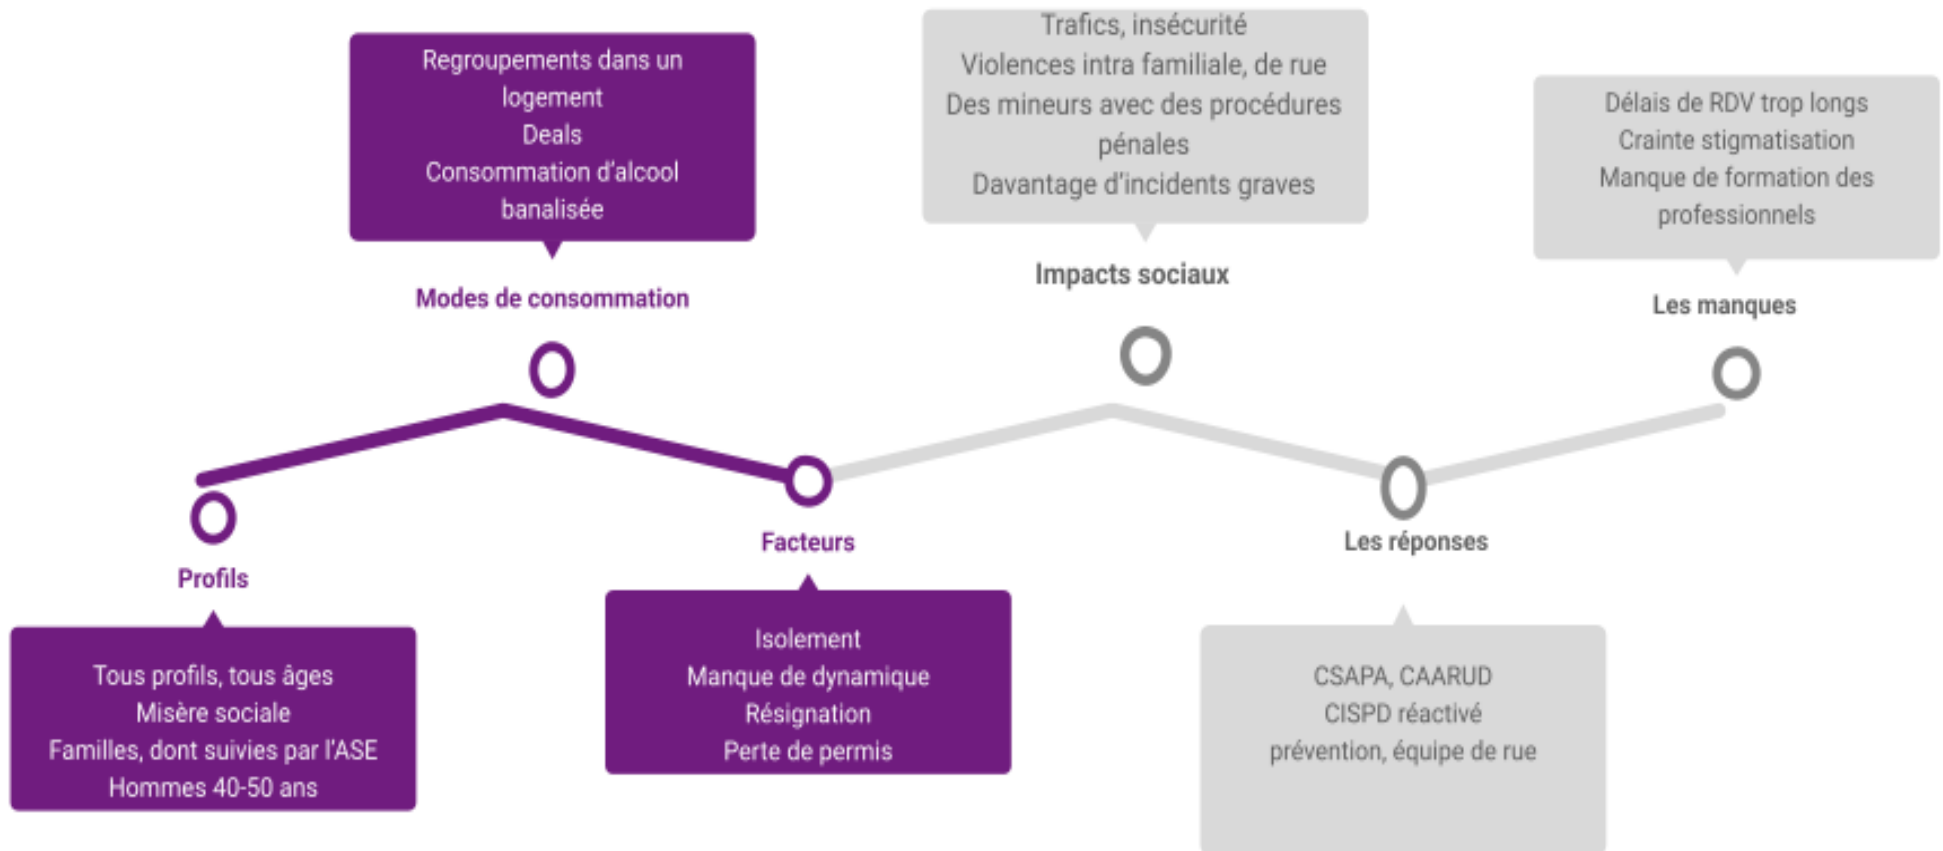 Regroupements dans un
logement
Deals
Consommation d'alcool
banalisée
Modes de consommation
Trafics, insécurité
Violences intra familiale, de rue
Des mineurs avec des procédures
pénales
Davantage d'incidents graves
Impacts sociaux
Délais de RDV trop longs
Crainte stigmatisation
Manque de formation des
professionnels
Les manques
Profils
Tous profils, tous âges
Misère sociale
Familles, dont suivies par l'ASE
Hommes 40-50 ans
Facteurs
Isolement
Manque de dynamique
Résignation
Perte de permis
Les réponses
CSAPA, CAARUD
CISPD réactivé
prévention, équipe de rue